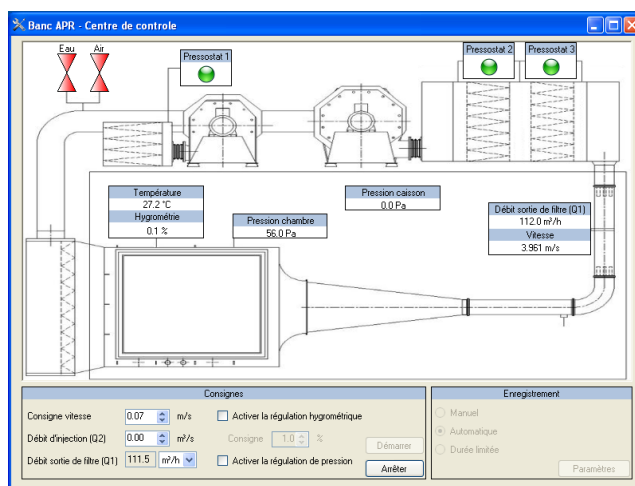 Banc APR - Centre de controle
Eau Air
Pressostat 1
Pressostat 2 Pressostat 3
Température
27.2 °C
Hygrométrie
0.1 %
Pression chambre
56.0 Pa
Pression caisson
0.0 Pa
Débit sortie de filtre (Q1)
112.0 m³/h
Vitesse
3.961 m/s
Consignes
Consigne vitesse 0.07 m/s Activer la régulation hygrométrique
Débit d'injection (Q2) 0.00 m³/s Consigne 1.0 % Démarrer
Débit sortie de filtre (Q1) 111.5 m³/h Activer la régulation de pression Arrêter
Enregistrement
Manuel
Automatique
Durée limitée
Paramètres